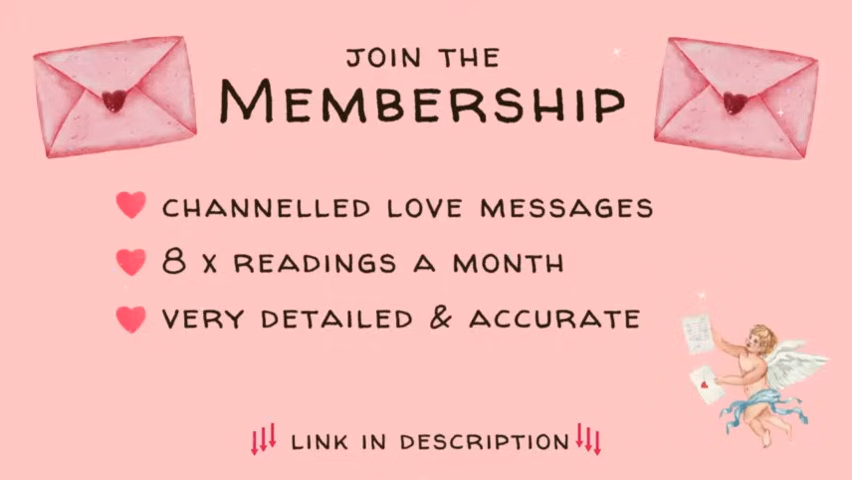 JOIN THE
MEMBERSHIP
CHANNELLED LOVE MESSAGES
8 X READINGS A MONTH
VERY DETAILED & ACCURATE
LINK IN DESCRIPTION